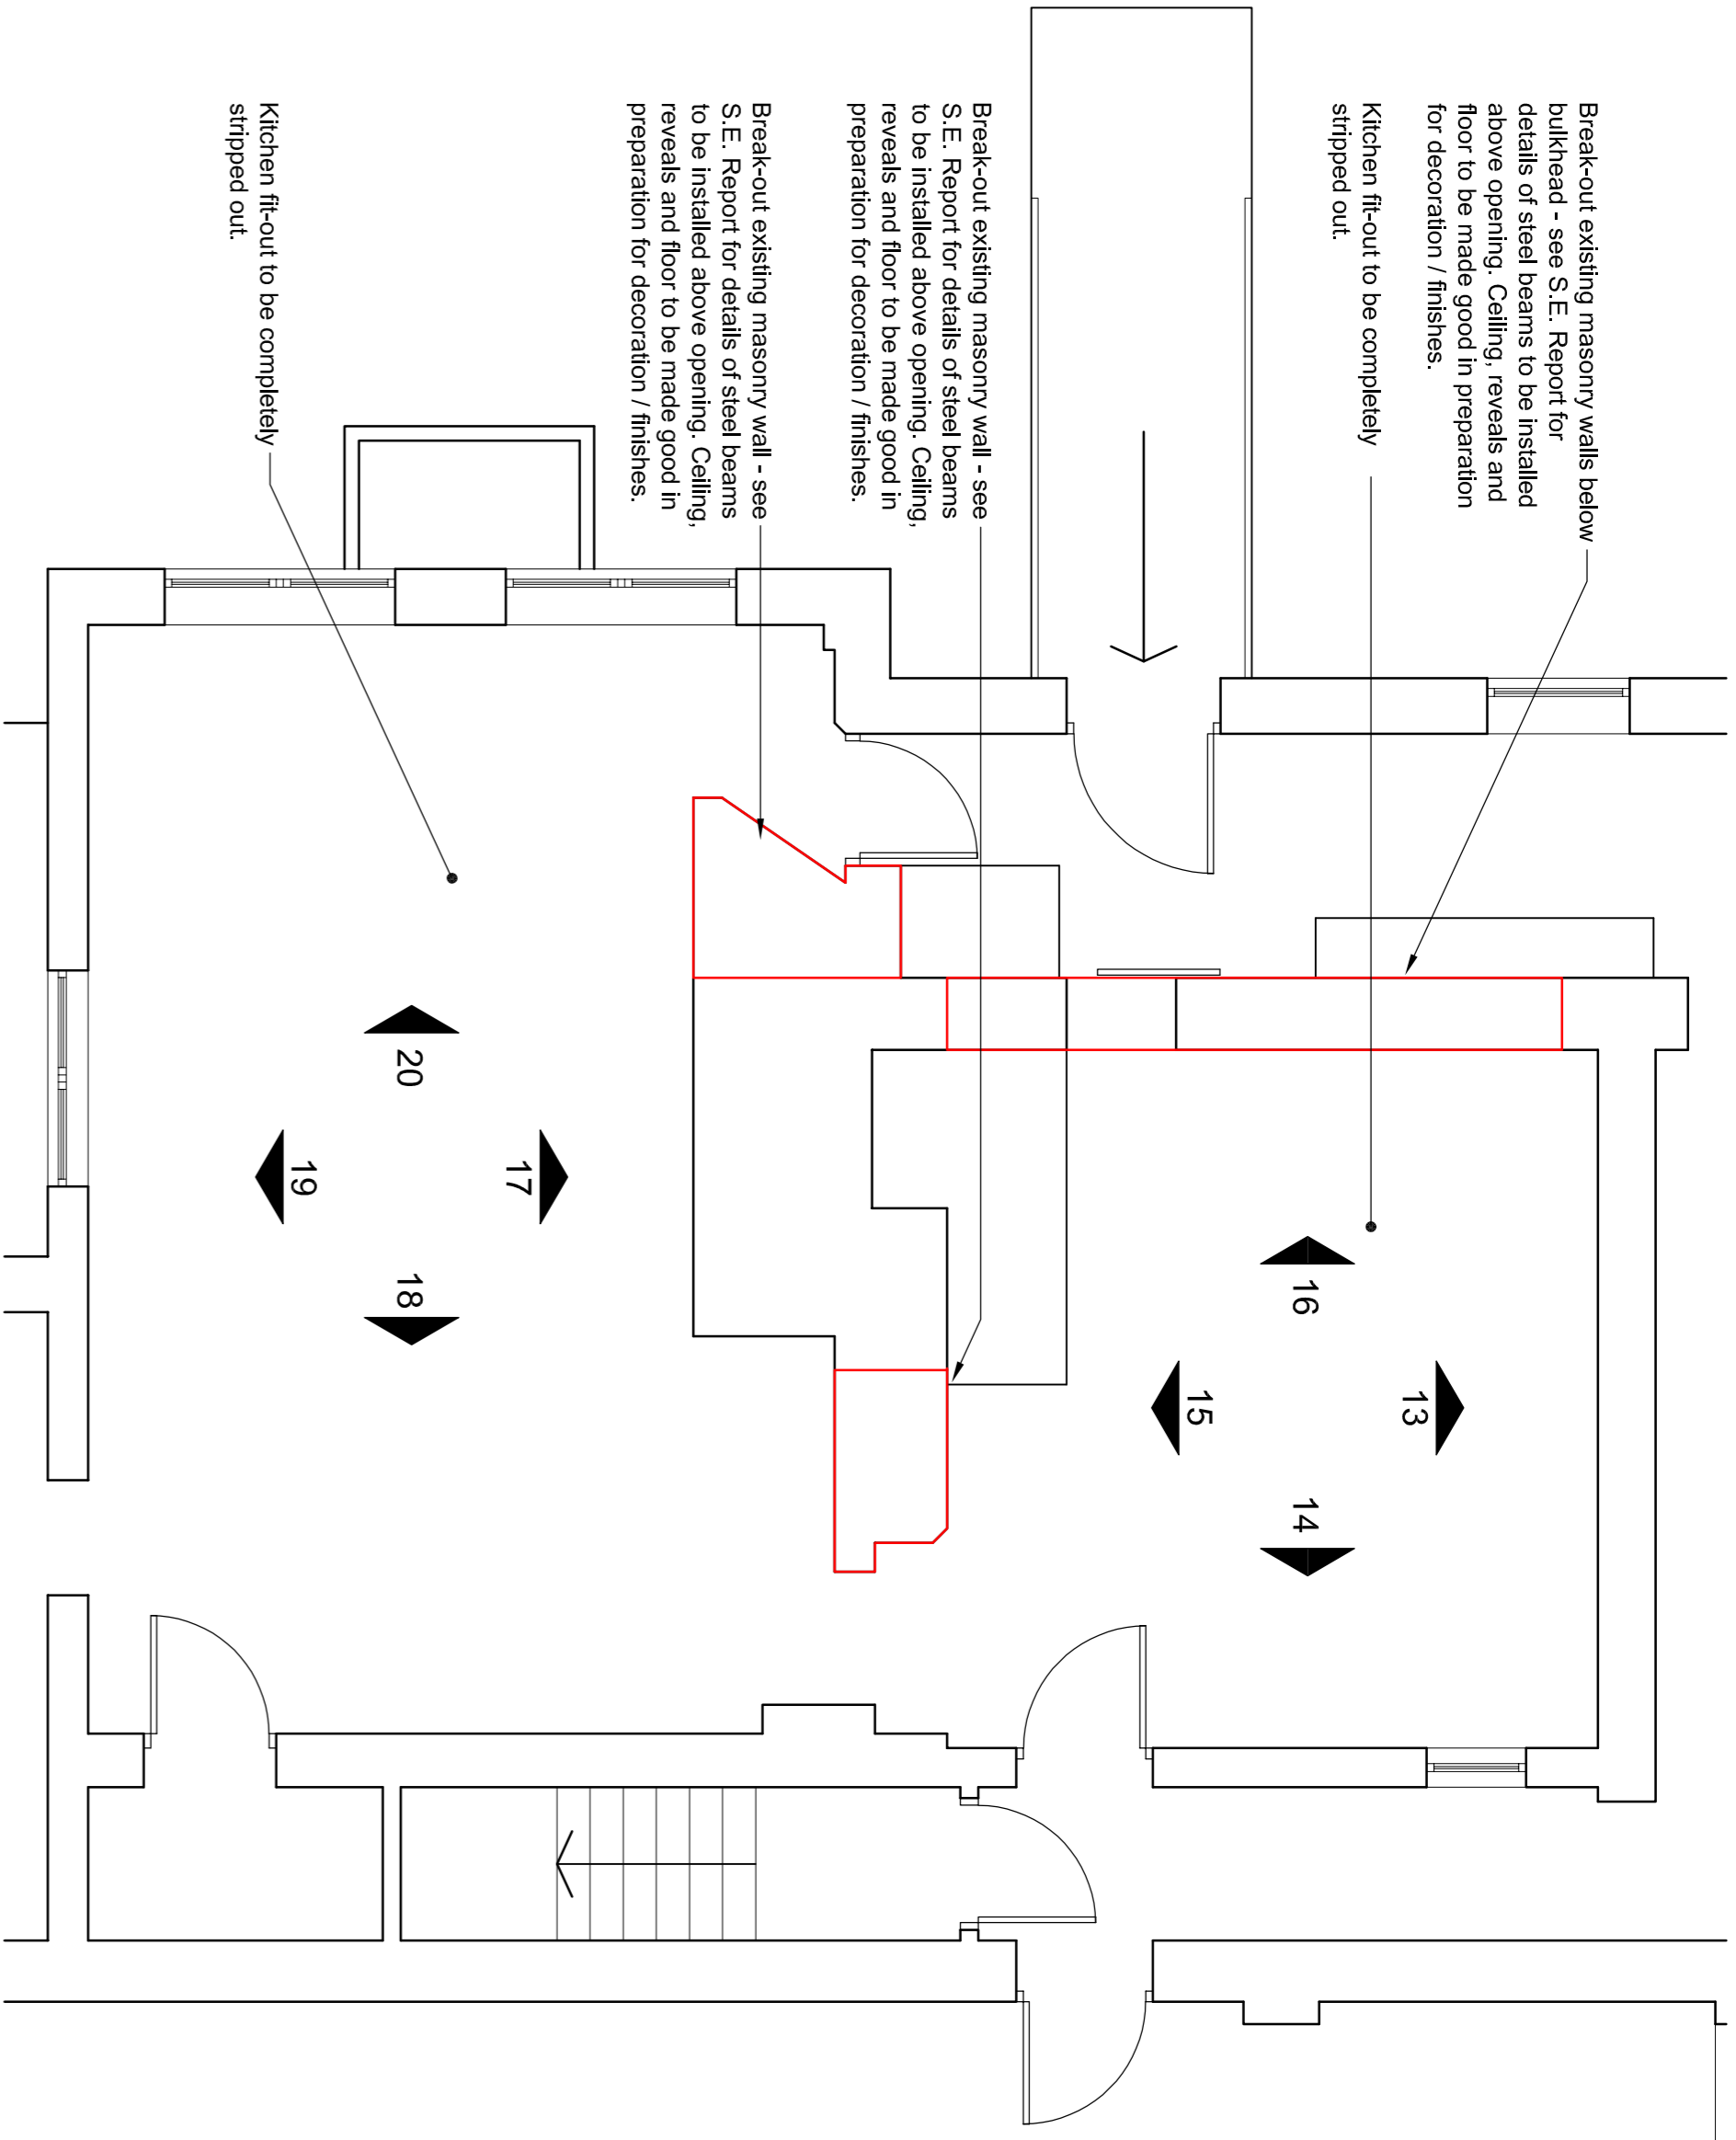 Break-out existing masonry walls below
bulkhead - see S.E. Report for
details of steel beams to be installed
above opening. Ceiling, reveals and
floor to be made good in preparation
for decoration / finishes.
Kitchen fit-out to be completely
stripped out.
Break-out existing masonry wall - see
S.E. Report for details of steel beams
to be installed above opening. Ceiling,
reveals and floor to be made good in
preparation for decoration / finishes.
Break-out existing masonry wall - see
S.E. Report for details of steel beams
to be installed above opening. Ceiling,
reveals and floor to be made good in
preparation for decoration / finishes.
Kitchen fit-out to be completely
stripped out.
13
16
14
15
17
20
18
19